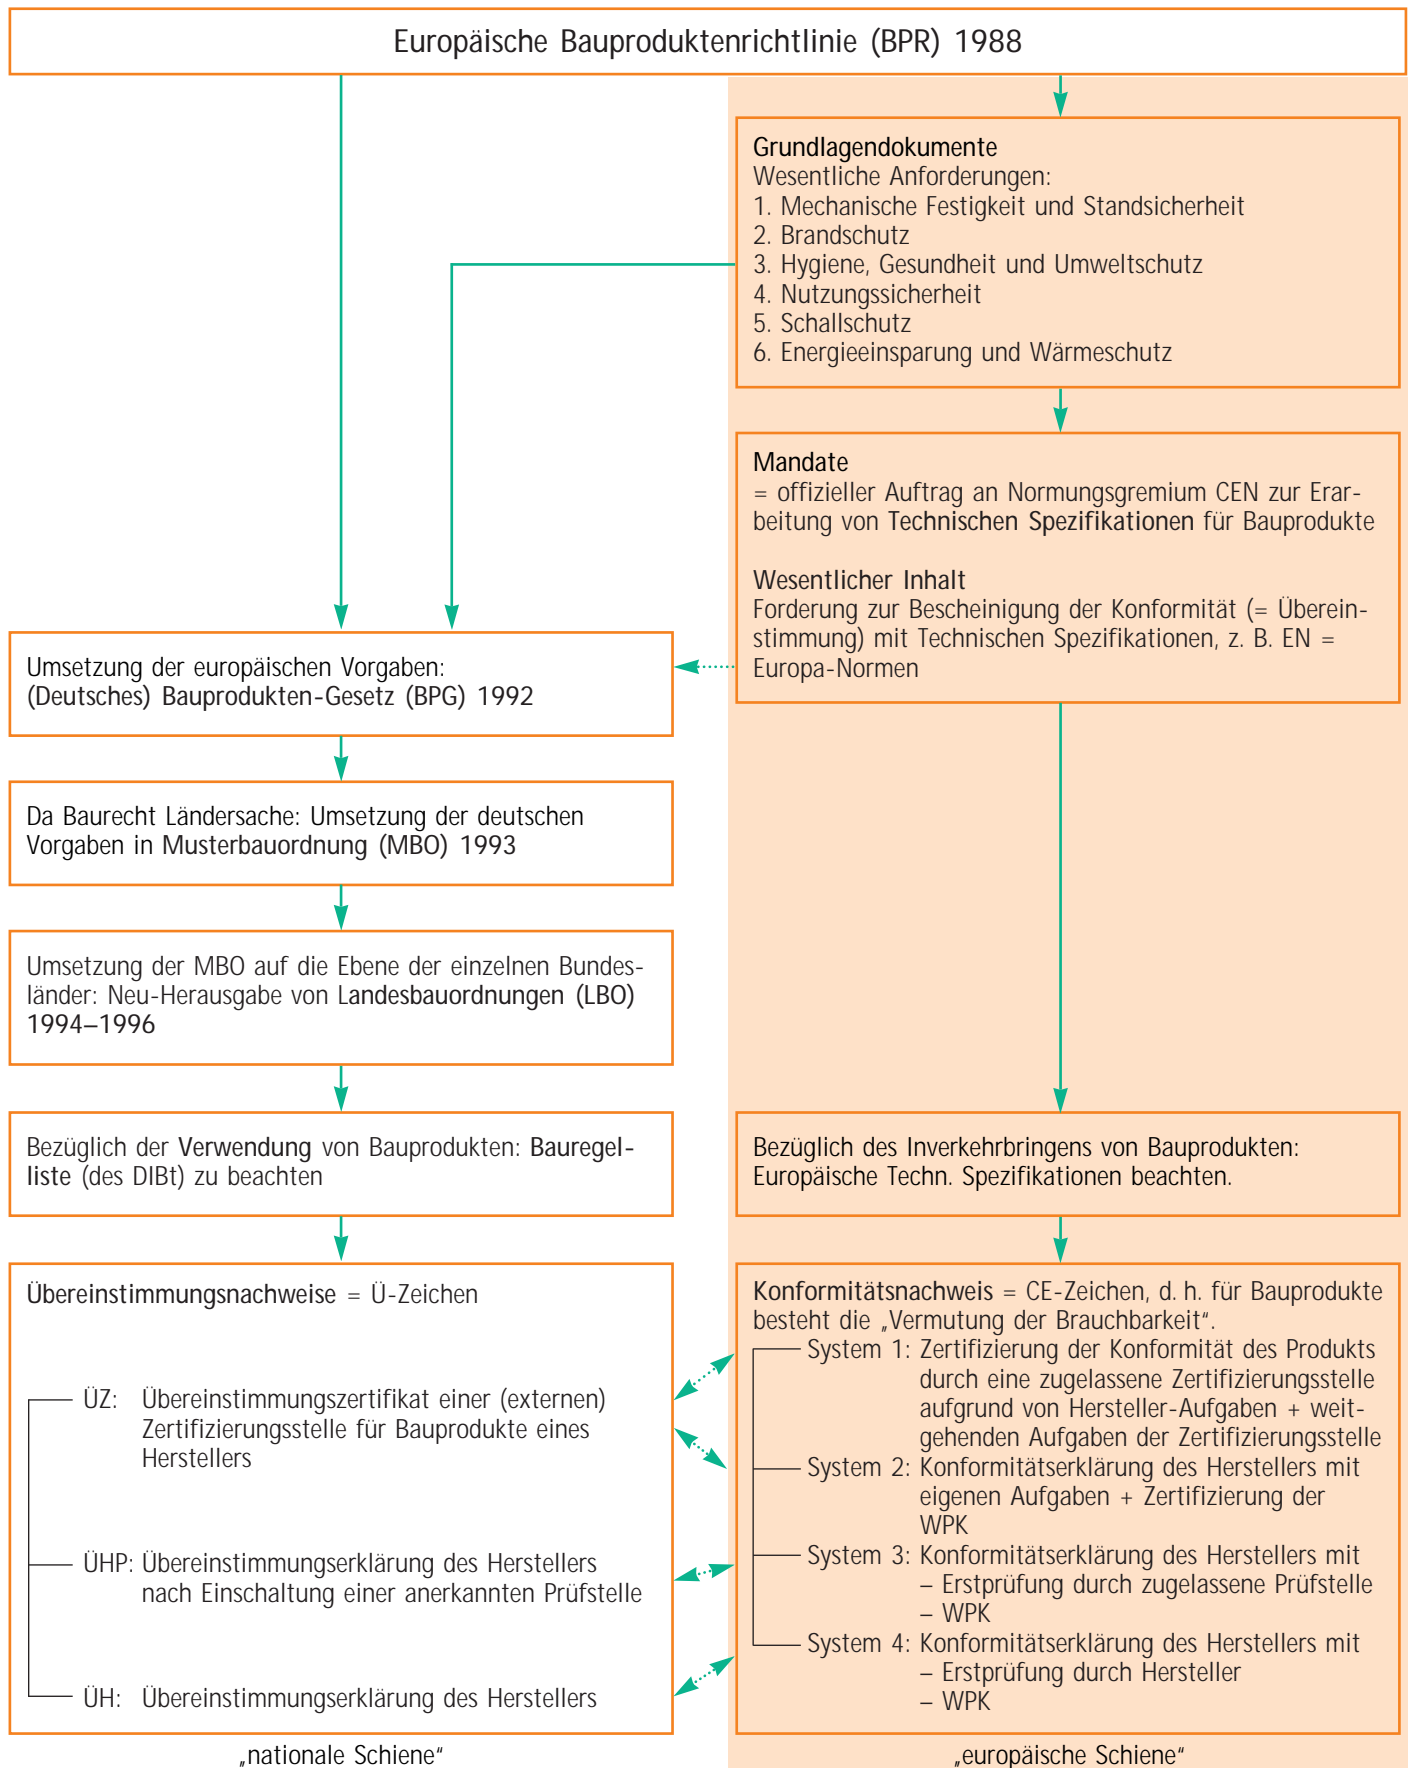 Europäische Bauproduktenrichtlinie (BPR) 1988
Grundlagendokumente
Wesentliche Anforderungen:
1. Mechanische Festigkeit und Standsicherheit
2. Brandschutz
3. Hygiene, Gesundheit und Umweltschutz
4. Nutzungssicherheit
5. Schallschutz
6. Energieeinsparung und Wärmeschutz
Mandate
= offizieller Auftrag an Normungsgremium CEN zur Erar-
beitung von Technischen Spezifikationen für Bauprodukte
Wesentlicher Inhalt
Forderung zur Bescheinigung der Konformität (= Überein-
stimmung) mit Technischen Spezifikationen, z. B. EN =
Europa-Normen
Umsetzung der europäischen Vorgaben:
(Deutsches) Bauprodukten-Gesetz (BPG) 1992
Da Baurecht Ländersache: Umsetzung der deutschen
Vorgaben in Musterbauordnung (MBO) 1993
Umsetzung der MBO auf die Ebene der einzelnen Bundes-
länder: Neu-Herausgabe von Landesbauordnungen (LBO)
1994–1996
Bezüglich der Verwendung von Bauprodukten: Bauregel-
liste (des DIBt) zu beachten
Bezüglich des Inverkehrbringens von Bauprodukten:
Europäische Techn. Spezifikationen beachten.
Übereinstimmungsnachweise = Ü-Zeichen
ÜZ: Übereinstimmungszertifikat einer (externen)
Zertifizierungsstelle für Bauprodukte eines
Herstellers
ÜHP: Übereinstimmungserklärung des Herstellers
nach Einschaltung einer anerkannten Prüfstelle
ÜH: Übereinstimmungserklärung des Herstellers
Konformitätsnachweis = CE-Zeichen, d. h. für Bauprodukte
besteht die „Vermutung der Brauchbarkeit“.
System 1: Zertifizierung der Konformität des Produkts
durch eine zugelassene Zertifizierungsstelle
aufgrund von Hersteller-Aufgaben + weit-
gehenden Aufgaben der Zertifizierungsstelle
System 2: Konformitätserklärung des Herstellers mit
eigenen Aufgaben + Zertifizierung der
WPK
System 3: Konformitätserklärung des Herstellers mit
– Erstprüfung durch zugelassene Prüfstelle
– WPK
System 4: Konformitätserklärung des Herstellers mit
– Erstprüfung durch Hersteller
– WPK
„nationale Schiene“
„europäische Schiene“